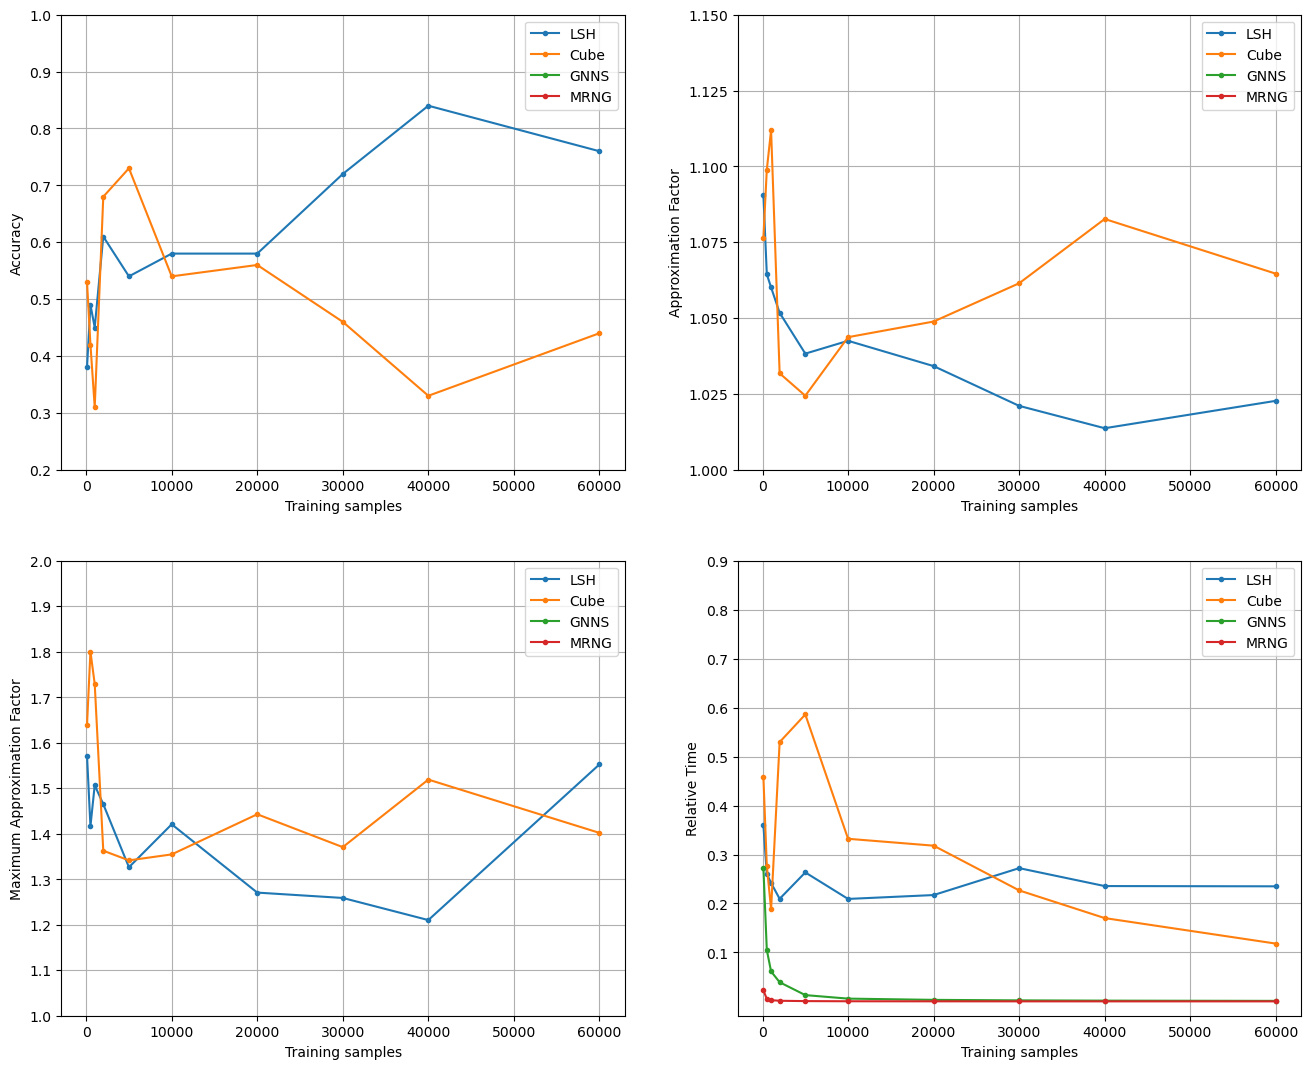 1.0
0.9
0.8
0.7
0.6
0.5
0.4
0.3
0.2
Accuracy
0 10000 20000 30000 40000 50000 60000
Training samples
LSH
Cube
GNNS
MRNG
1.150
1.125
1.100
1.075
1.050
1.025
1.000
Approximation Factor
0 10000 20000 30000 40000 50000 60000
Training samples
LSH
Cube
GNNS
MRNG
2.0
1.9
1.8
1.7
1.6
1.5
1.4
1.3
1.2
1.1
1.0
Maximum Approximation Factor
0 10000 20000 30000 40000 50000 60000
Training samples
LSH
Cube
GNNS
MRNG
0.9
0.8
0.7
0.6
0.5
0.4
0.3
0.2
0.1
Relative Time
0 10000 20000 30000 40000 50000 60000
Training samples
LSH
Cube
GNNS
MRNG